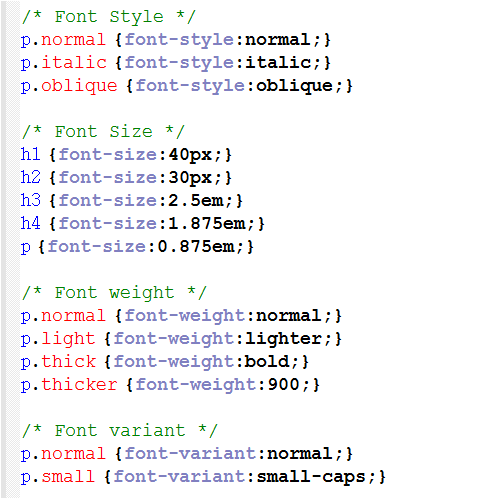 /* Font Style */
p.normal {font-style:normal;}
p.italic {font-style:italic;}
p.oblique {font-style:oblique;}
/* Font Size */
h1 {font-size:40px;}
h2 {font-size:30px;}
h3 {font-size:2.5em;}
h4 {font-size:1.875em;}
p {font-size:0.875em;}
/* Font weight */
p.normal {font-weight:normal;}
p.light {font-weight:lighter;}
p.thick {font-weight:bold;}
p.thicker {font-weight:900;}
/* Font variant */
p.normal {font-variant:normal;}
p.small {font-variant:small-caps;}